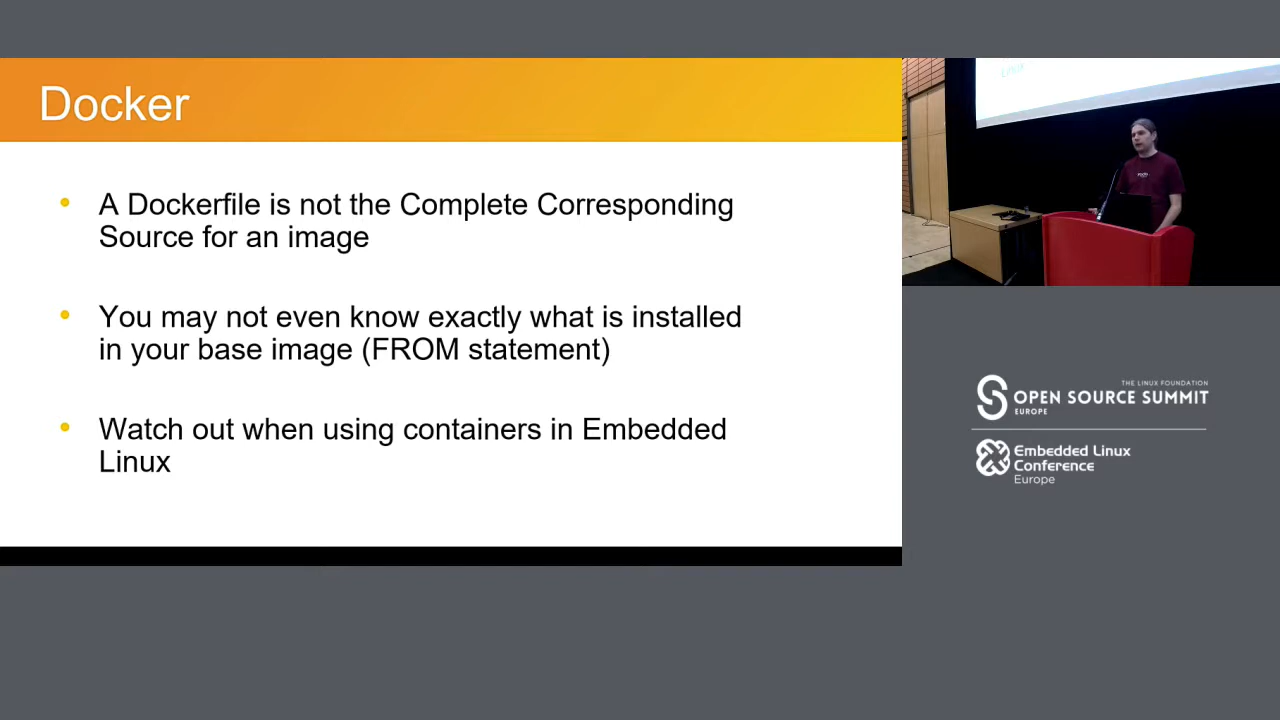 Docker
• A Dockerfile is not the Complete Corresponding
Source for an image
• You may not even know exactly what is installed
in your base image (FROM statement)
• Watch out when using containers in Embedded
Linux
THE LINUX FOUNDATION
OPEN SOURCE SUMMIT
EUROPE
Embedded Linux
Conference
Europe